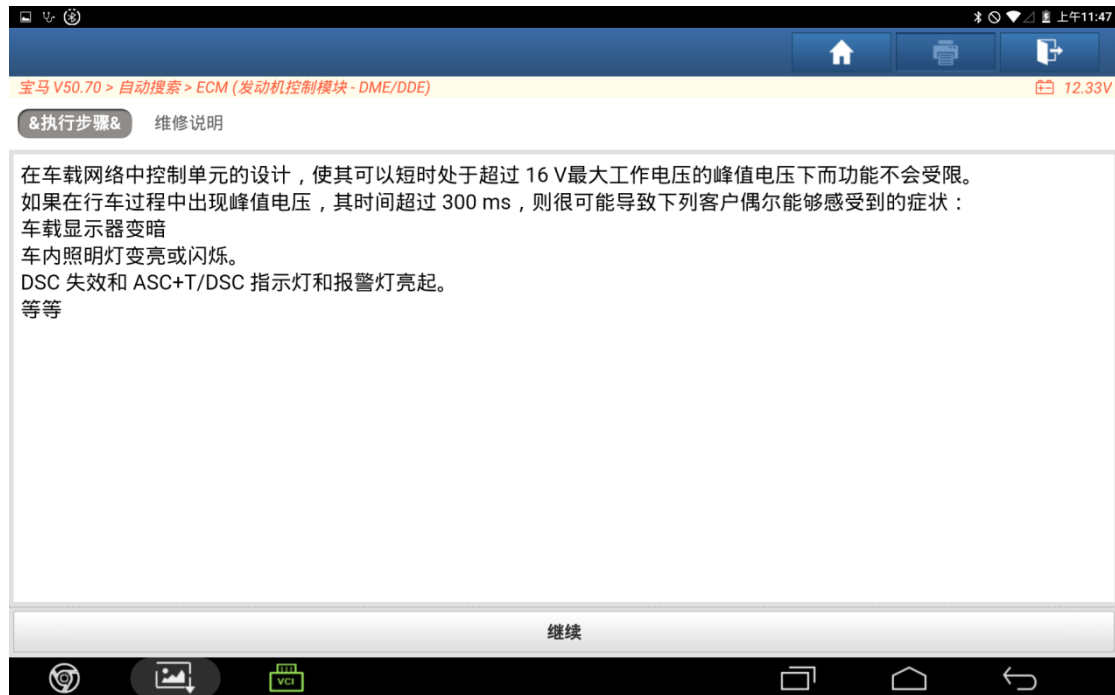 上午11:47
宝马 V50.70 > 自动搜索 > ECM (发动机控制模块 - DME/DDE)
12.33V
&执行步骤&
维修说明
在车载网络中控制单元的设计，使其可以短时处于超过 16 V最大工作电压的峰值电压下而功能不会受限。
如果在行车过程中出现峰值电压，其时间超过 300 ms，则很可能导致下列客户偶尔能够感受到的症状：
车载显示器变暗
车内照明灯变亮或闪烁。
DSC 失效和 ASC+T/DSC 指示灯和报警灯亮起。
等等
继续
VCI